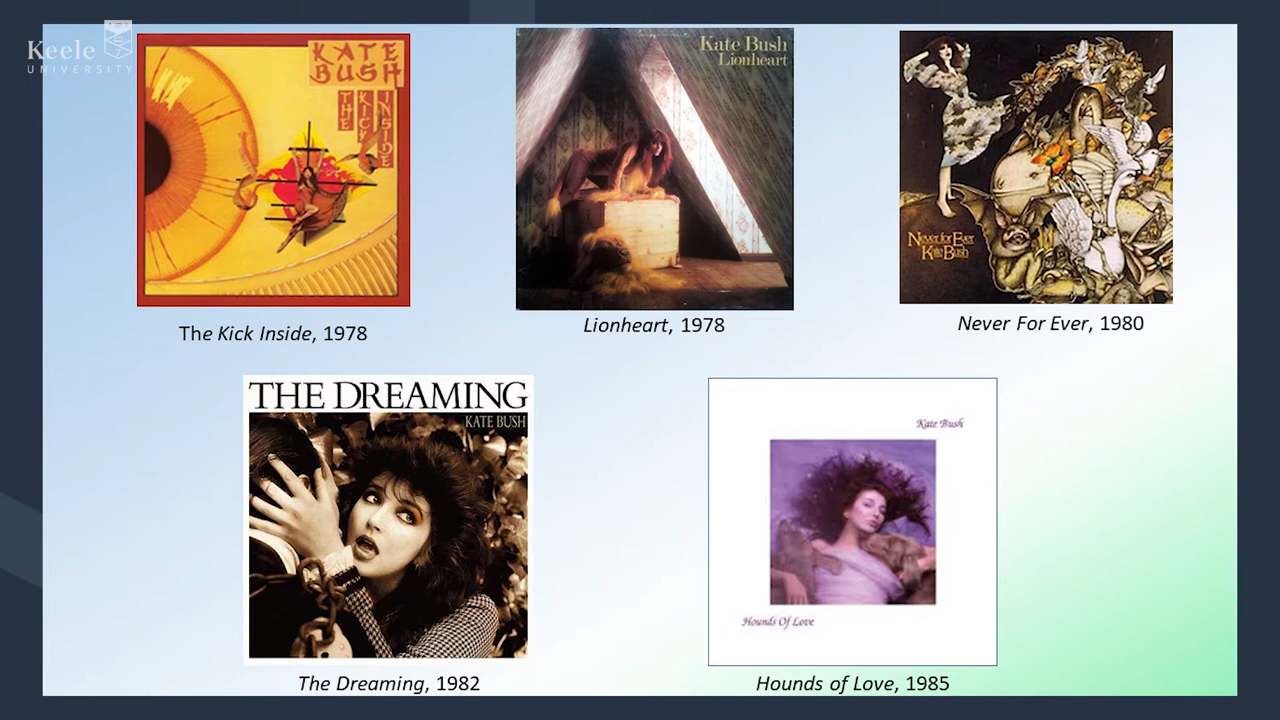 Keele
UNIVERSITY
KATE
BUSH
THE
KICK
INSIDE
Kate Bush
Lionheart
Never for Ever
Kate Bush
The Kick Inside, 1978
Lionheart, 1978
Never For Ever, 1980
THE DREAMING
KATE BUSH
Kate Bush
Hounds Of Love
The Dreaming, 1982
Hounds of Love, 1985